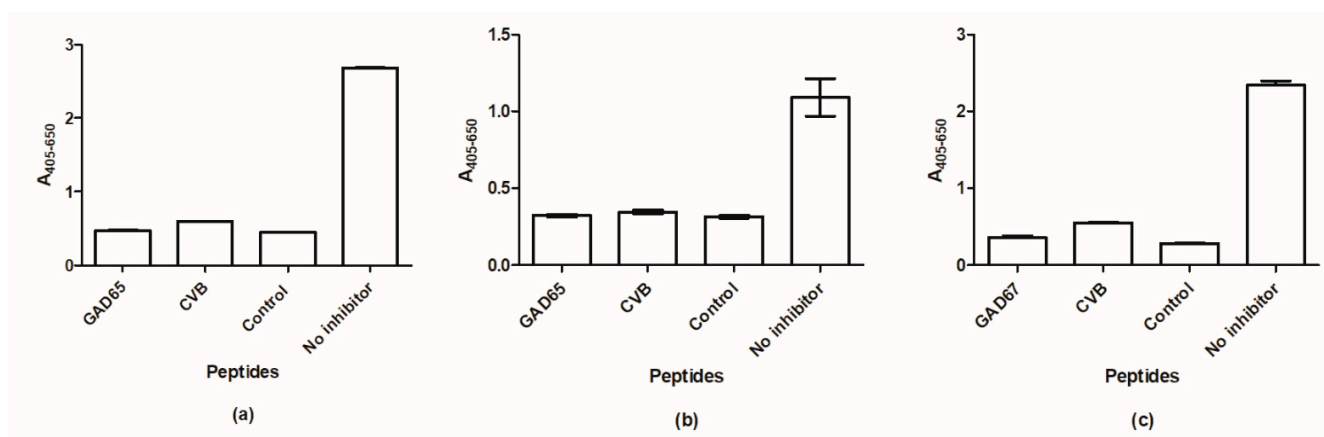 3
2
1
0
A405-650
GAD65
CVB
Control
No inhibitor
Peptides
(a)
1.5
1.0
0.5
0.0
A405-650
GAD65
CVB
Control
No inhibitor
Peptides
(b)
3
2
1
0
A405-650
GAD67
CVB
Control
No inhibitor
Peptides
(c)